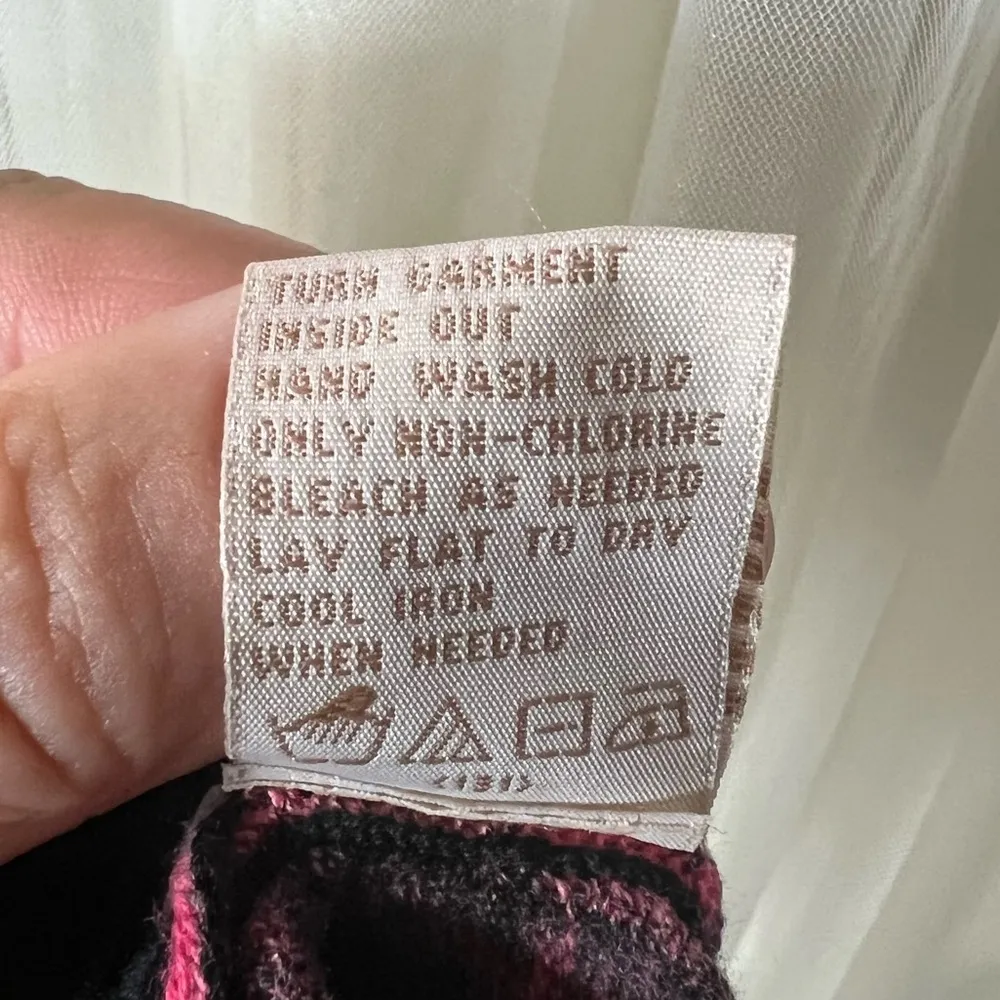 TURN GARMENT
INSIDE OUT
HAND WASH COLD
ONLY NON-CHLORINE
BLEACH AS NEEDED
LAY FLAT TO DRY
COOL IRON
WHEN NEEDED
<151>